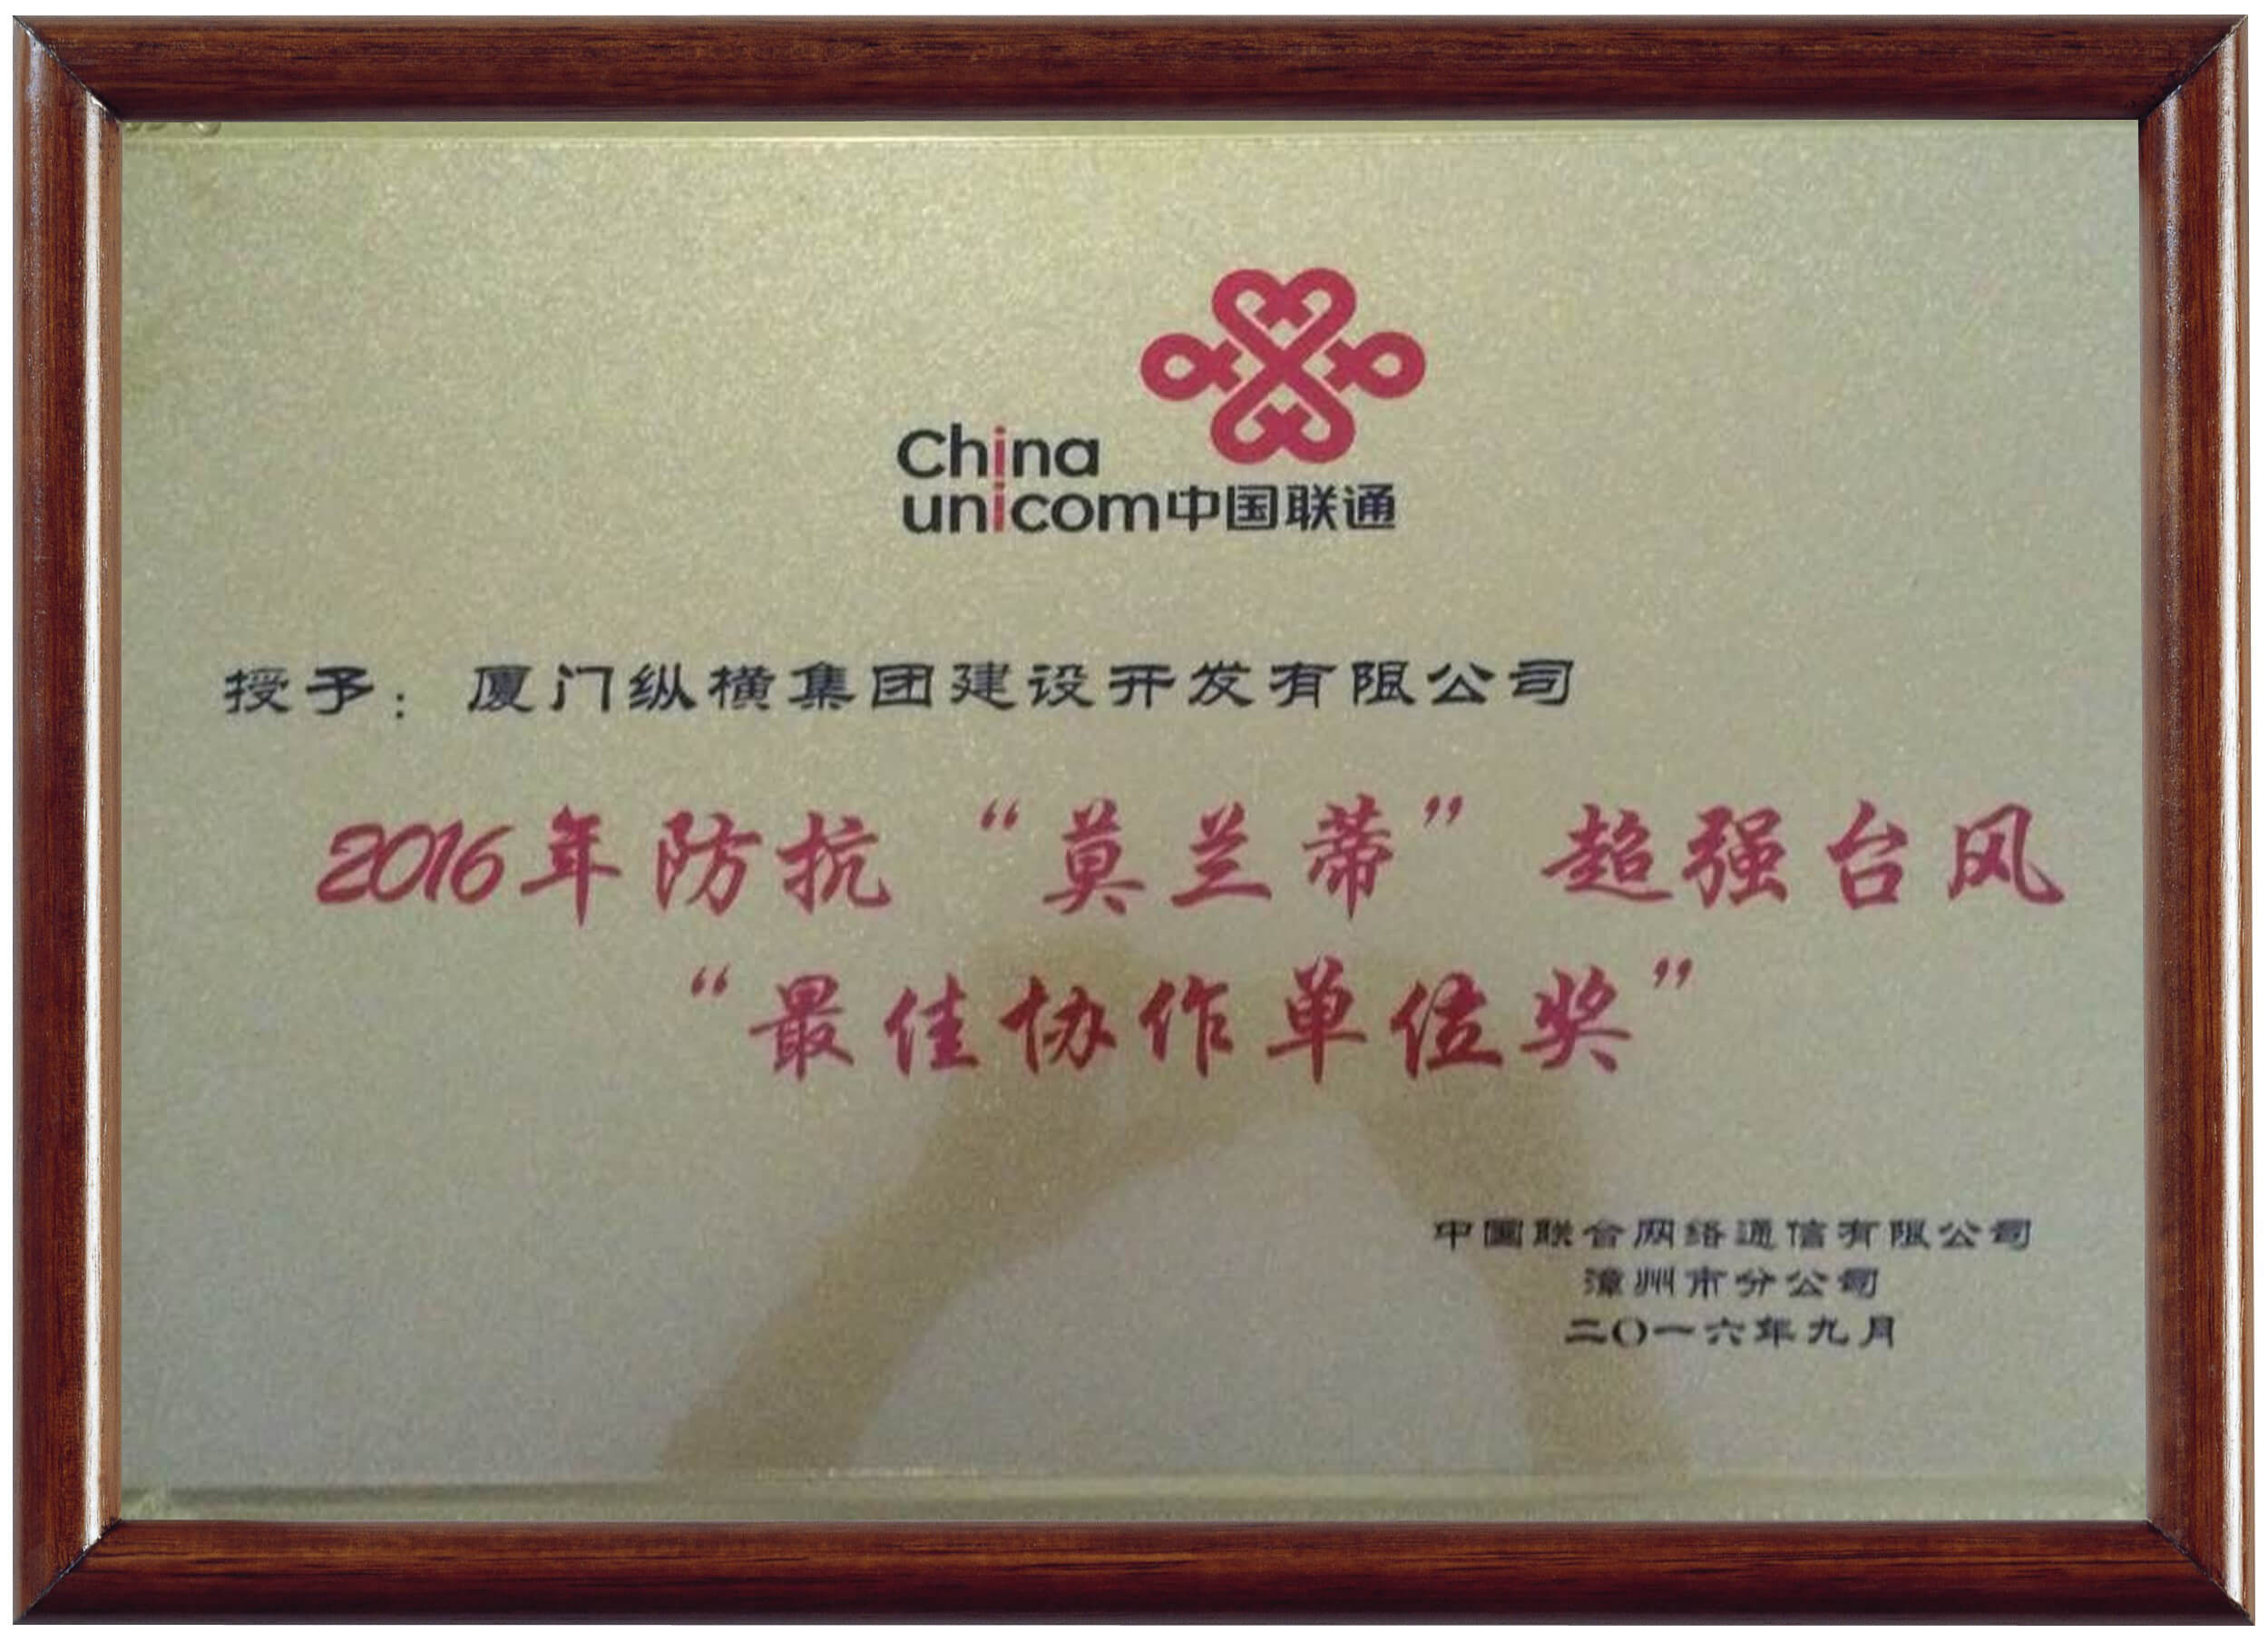 China
unicom中国联通
授予：厦门纵横集团建设开发有限公司
2016年防抗“莫兰蒂”超强台风
“最佳协作单位奖”
中国联合网络通信有限公司
漳州市分公司
二〇一六年九月